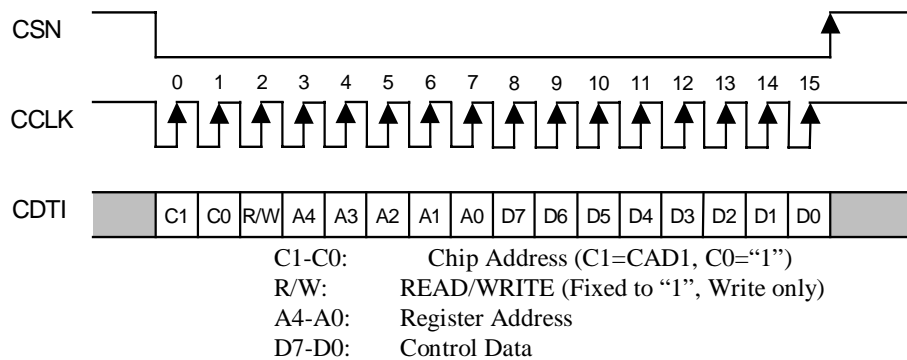 CSN
0 1 2 3 4 5 6 7 8 9 10 11 12 13 14 15
CCLK
CDTI C1 C0 R/W A4 A3 A2 A1 A0 D7 D6 D5 D4 D3 D2 D1 D0
C1-C0: Chip Address (C1=CAD1, C0=“1”)
R/W: READ/WRITE (Fixed to “1”, Write only)
A4-A0: Register Address
D7-D0: Control Data